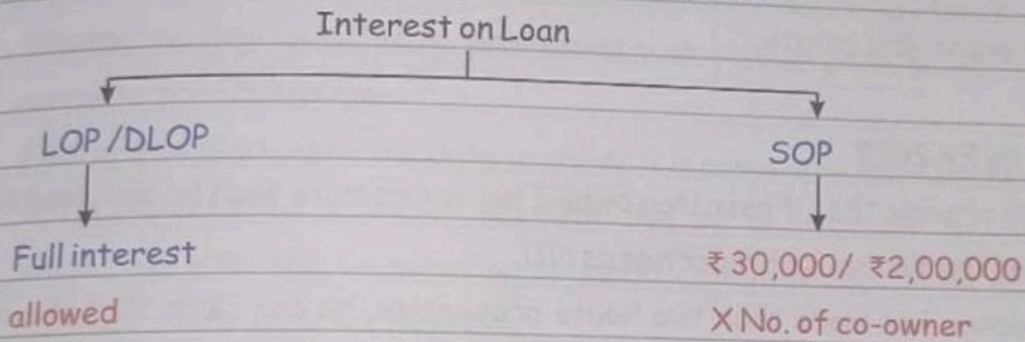 Interest on Loan
LOP /DLOP
SOP
Full interest
₹ 30,000/ ₹2,00,000
allowed
X No. of co-owner